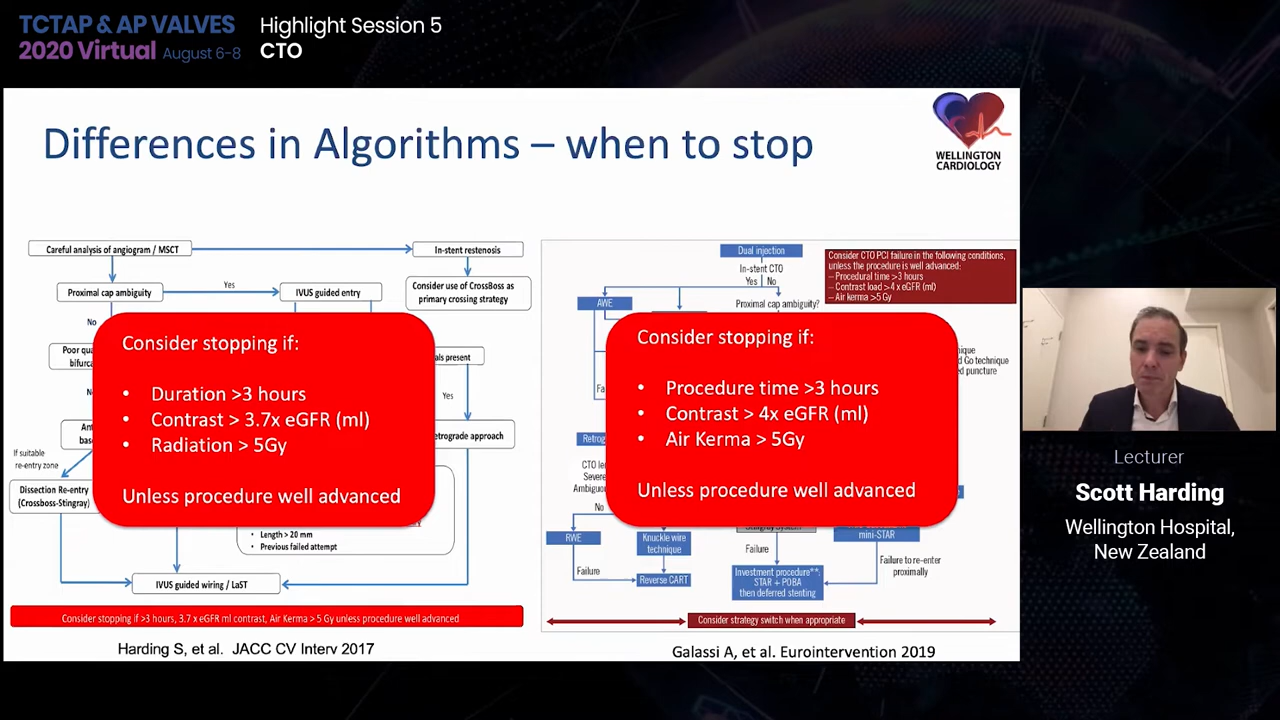 TCTAP & AP VALVES
2020 Virtual August 6-8
Highlight Session 5
CTO
Differences in Algorithms – when to stop
WELLINGTON
CARDIOLOGY
Careful analysis of angiogram / MSCT
In-stent restenosis
Proximal cap ambiguity
Yes
IVUS guided entry
Consider use of CrossBoss as
primary crossing strategy
No
Poor
present
Yes
etrograde approach
If suitable
re-entry zone
Dissection Re-entry
(Crossboss-Stingray)
• Length > 20 mm
• Previous failed attempt
IVUS guided wiring / LaST
Consider stopping if >3 hours, 3.7 x eGFR ml contrast, Air Kerma > 5 Gy unless procedure well advanced
Consider stopping if:
• Duration >3 hours
• Contrast > 3.7x eGFR (ml)
• Radiation > 5Gy
Unless procedure well advanced
Harding S, et al. JACC CV Interv 2017
Dual injection
In-stent CTO
Yes No
AWE
Proximal cap ambiguity?
Consider CTO PCI failure in the following conditions,
unless the procedure is well advanced:
– Procedural time >3 hours
– Contrast load >4 x eGFR (ml)
– Air kerma >5 Gy
Consider stopping if:
• Procedure time >3 hours
• Contrast > 4x eGFR (ml)
• Air Kerma > 5Gy
Unless procedure well advanced
d Go technique
ed puncture
CTO
Severe
No
RWE
Knuckle wire
technique
mini-STAR
Failure
Failure
Failure to re-enter
proximally
Reverse CART
Investment procedure**:
STAR + POBA
then deferred stenting
Consider strategy switch when appropriate
Galassi A, et al. Eurointervention 2019
Lecturer
Scott Harding
Wellington Hospital,
New Zealand